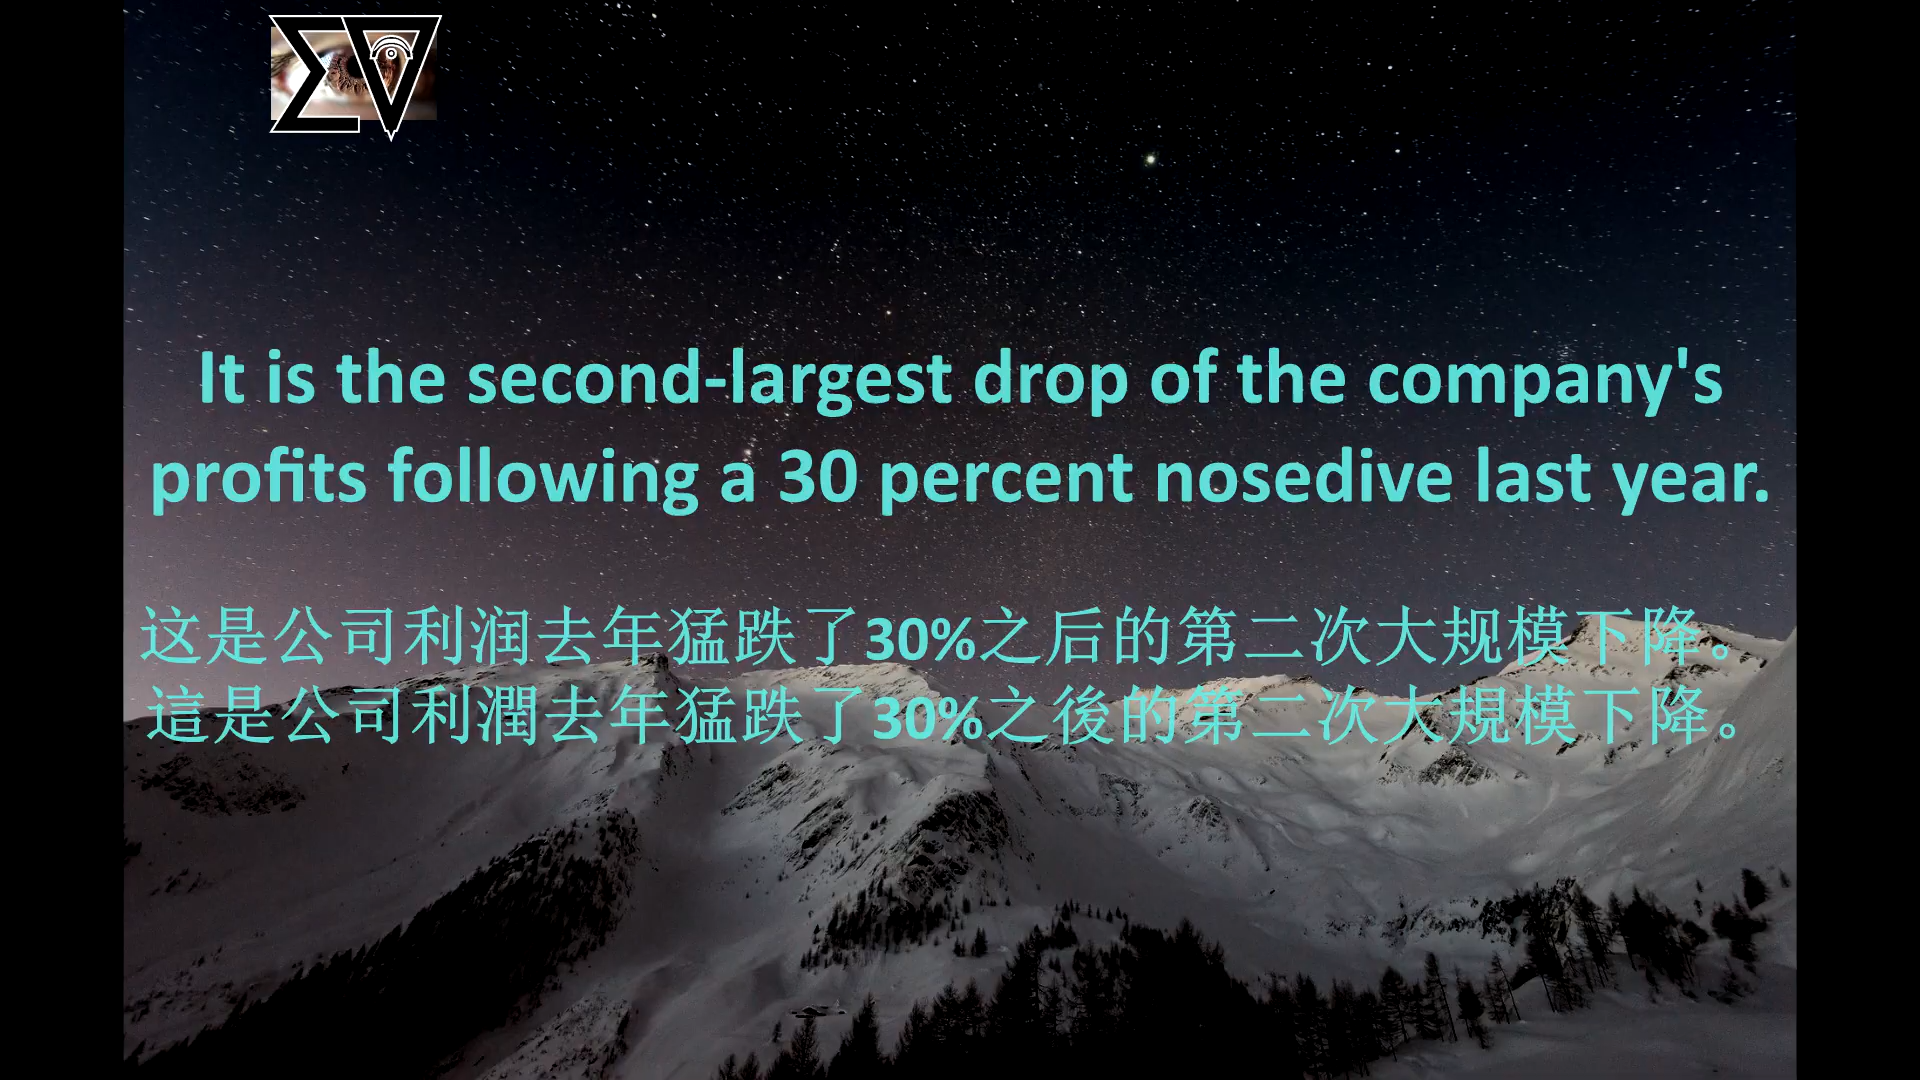 It is the second-largest drop of the company's
profits following a 30 percent nosedive last year.
这是公司利润去年猛跌了30%之后的第二次大规模下降。
這是公司利潤去年猛跌了30%之後的第二次大規模下降。